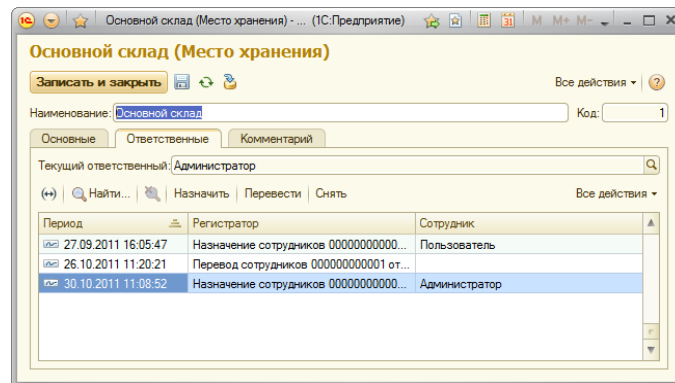 Основной склад (Место хранения) - ... (1С:Предприятие) M M+ M-
Основной склад (Место хранения)
Записать и закрыть Все действия
Наименование: Основной склад Код: 1
Основные Ответственные Комментарий
Текущий ответственный: Администратор
Найти... Назначить Перевести Снять Все действия
Период Регистратор Сотрудник
27.09.2011 16:05:47 Назначение сотрудников 00000000000... Пользователь
26.10.2011 11:20:21 Перевод сотрудников 000000000001 от...
30.10.2011 11:08:52 Назначение сотрудников 00000000000... Администратор